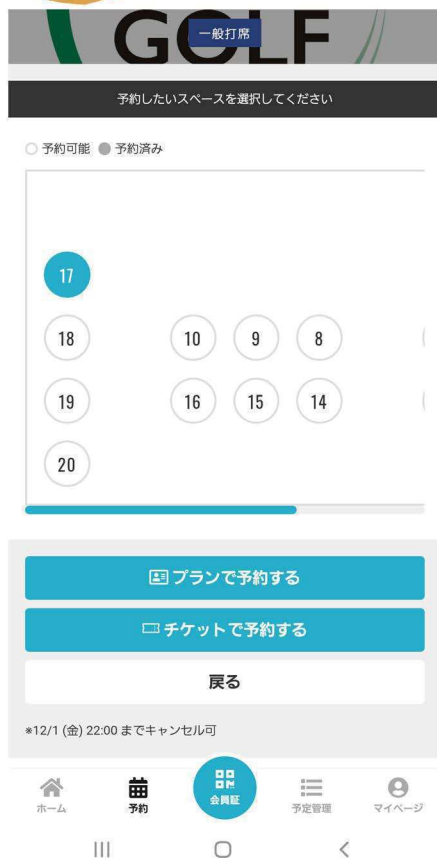 GOLF
一般打席
予約したいスペースを選択してください
予約可能 予約済み
17
18 10 9 8
19 16 15 14
20
プランで予約する
チケットで予約する
戻る
*12/1 (金) 22:00 までキャンセル可
ホーム 予約 会員証 予定管理 マイページ